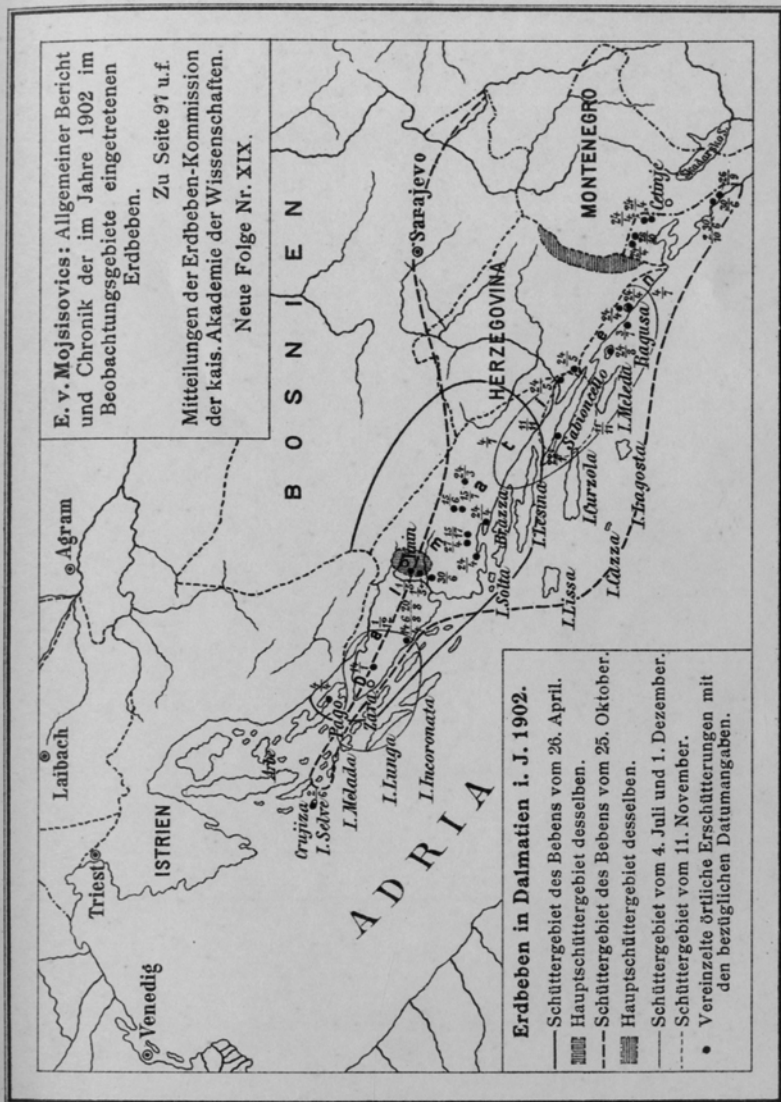 E. v. Mojsisovics: Allgemeiner Bericht
und Chronik der im Jahre 1902 im
Beobachtungsgebiete eingetretenen
Erdbeben.
Zu Seite 97 u.f.
Mitteilungen der Erdbeben-Kommission
der kais. Akademie der Wissenschaften.
Neue Folge Nr. XIX.
Venedig
Triest
Laibach
Agram
ISTRIEN
BOSNIEN
Sarajevo
HERZEGOVINA
MONTENEGRO
Cetinje
ADRIA
Arbe
Pago
Zara
Crujiza
I. Selve
I. Melada
I. Lunga
I. Incoronata
I. Solta
Brazza
I. Lesina
I. Lissa
I. Curzola
I. Cazza
I. Lagosta
Sabioncello
I. Meleda
Ragusa
Erdbeben in Dalmatien i. J. 1902.
Schüttergebiet des Bebens vom 26. April.
Hauptschüttergebiet desselben.
Schüttergebiet des Bebens vom 25. Oktober.
Hauptschüttergebiet desselben.
Schüttergebiet vom 4. Juli und 1. Dezember.
Schüttergebiet vom 11. November.
Vereinzelte örtliche Erschütterungen mit
den bezüglichen Datumangaben.